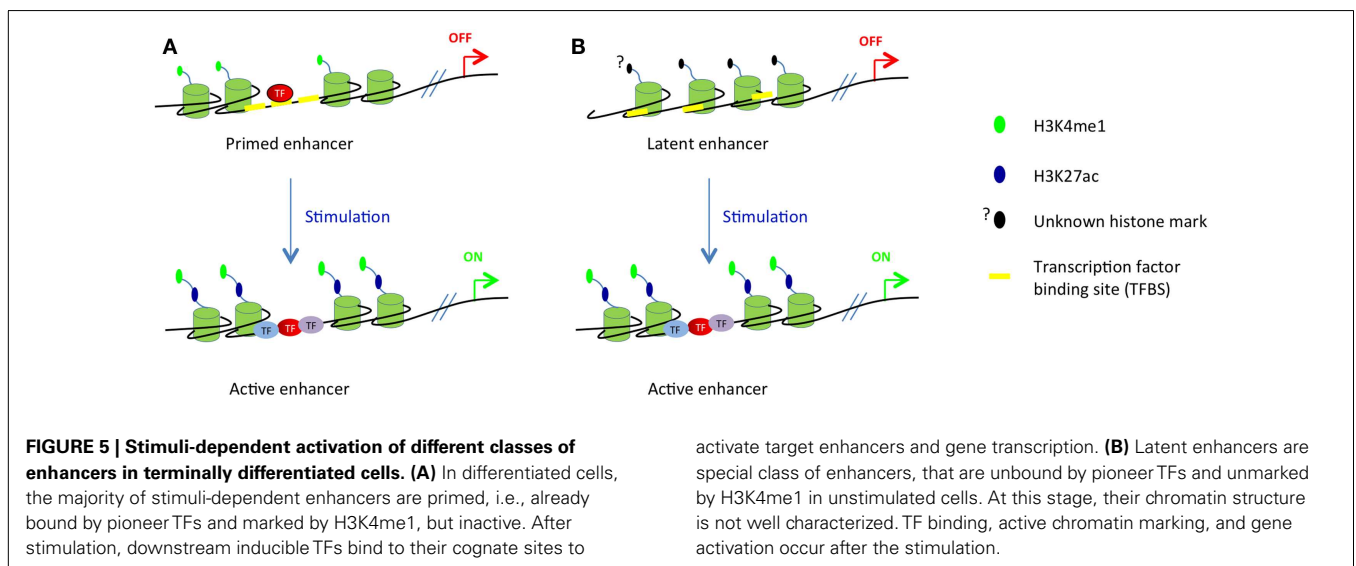 A
OFF
TF
Primed enhancer
Stimulation
ON
TF TF TF
Active enhancer
B
OFF
?
Latent enhancer
Stimulation
ON
TF TF TF
Active enhancer
H3K4me1
H3K27ac
? Unknown histone mark
Transcription factor
binding site (TFBS)
FIGURE 5 | Stimuli-dependent activation of different classes of
enhancers in terminally differentiated cells. (A) In differentiated cells,
the majority of stimuli-dependent enhancers are primed, i.e., already
bound by pioneer TFs and marked by H3K4me1, but inactive. After
stimulation, downstream inducible TFs bind to their cognate sites to
activate target enhancers and gene transcription. (B) Latent enhancers are
special class of enhancers, that are unbound by pioneer TFs and unmarked
by H3K4me1 in unstimulated cells. At this stage, their chromatin structure
is not well characterized. TF binding, active chromatin marking, and gene
activation occur after the stimulation.